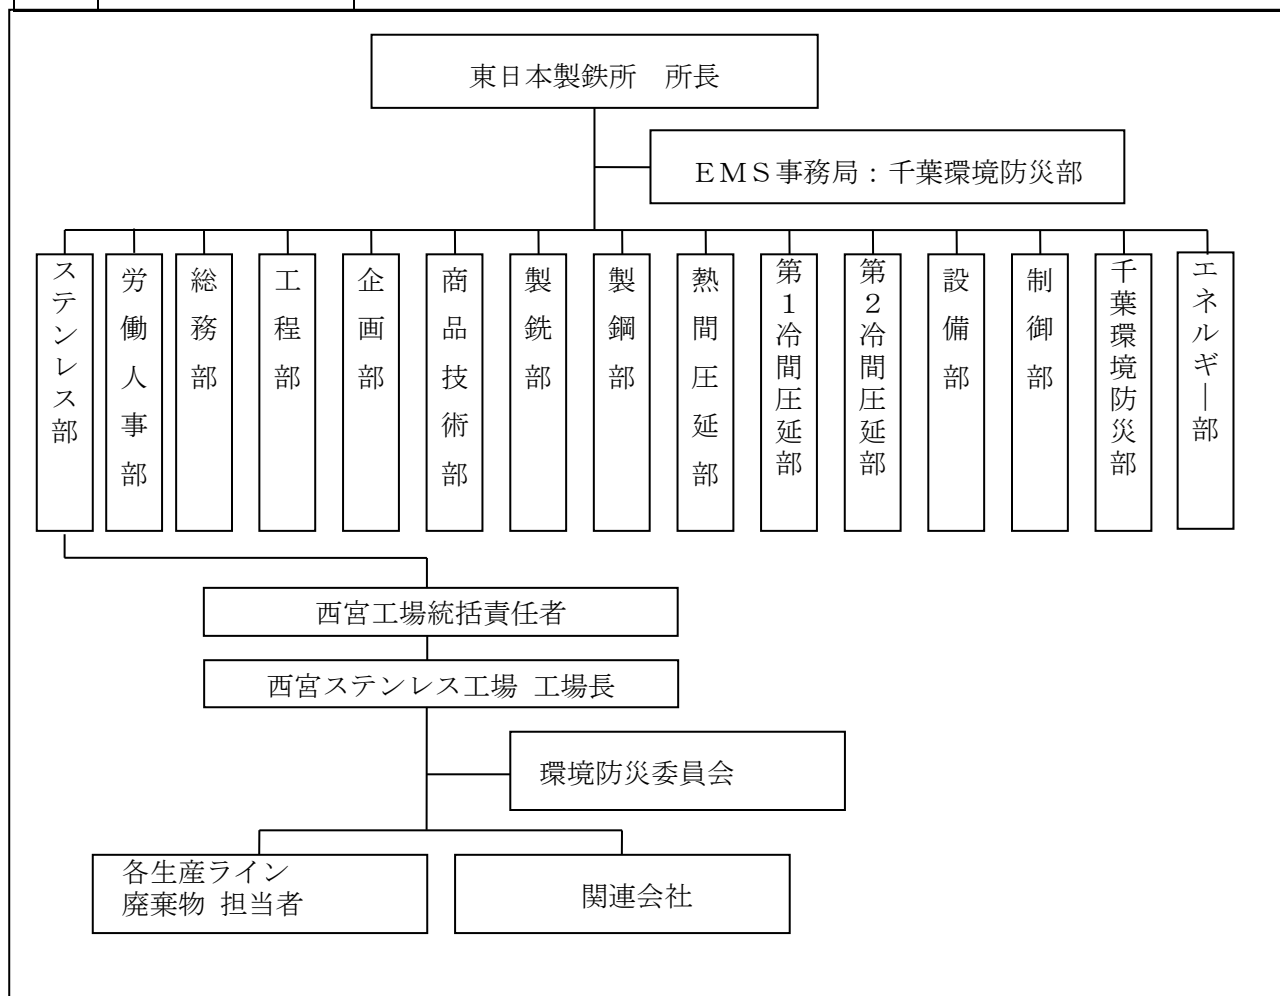 東日本製鉄所　所長
ＥＭＳ事務局：千葉環境防災部
ステンレス部
労働人事部
総務部
工程部
企画部
商品技術部
製銑部
製鋼部
熱間圧延部
第１冷間圧延部
第２冷間圧延部
設備部
制御部
千葉環境防災部
エネルギー部
西宮工場統括責任者
西宮ステンレス工場 工場長
環境防災委員会
各生産ライン
廃棄物 担当者
関連会社